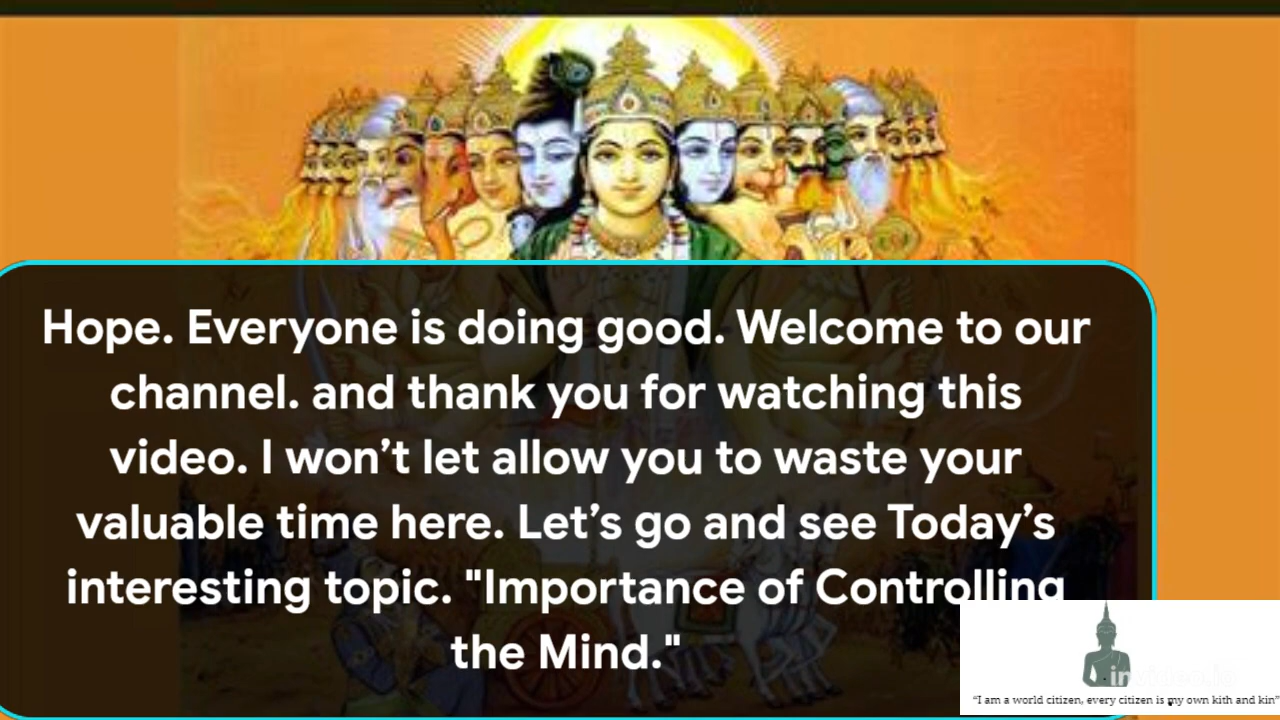 Hope. Everyone is doing good. Welcome to our
channel. and thank you for watching this
video. I won’t let allow you to waste your
valuable time here. Let’s go and see Today’s
interesting topic. "Importance of Controlling
the Mind."
“I am a world citizen, every citizen is my own kith and kin”